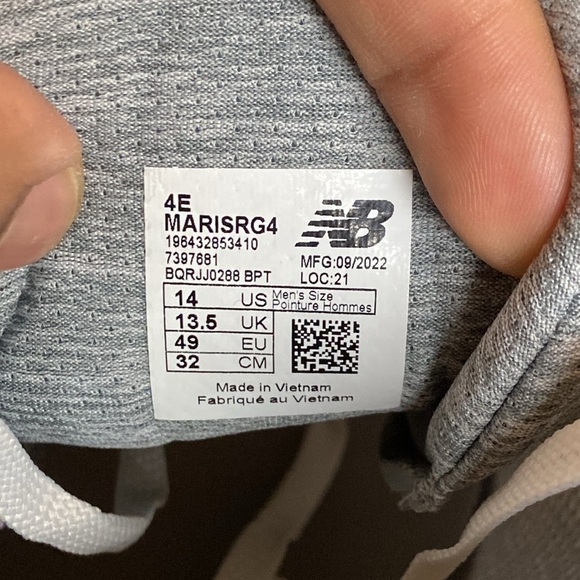 4E
MARISRG4
196432853410
7397681
BQRJJ0288 BPT
NB
MFG:09/2022
LOC:21
14 US Men's Size
Pointure Hommes
13.5 UK
49 EU
32 CM
Made in Vietnam
Fabriqué au Vietnam